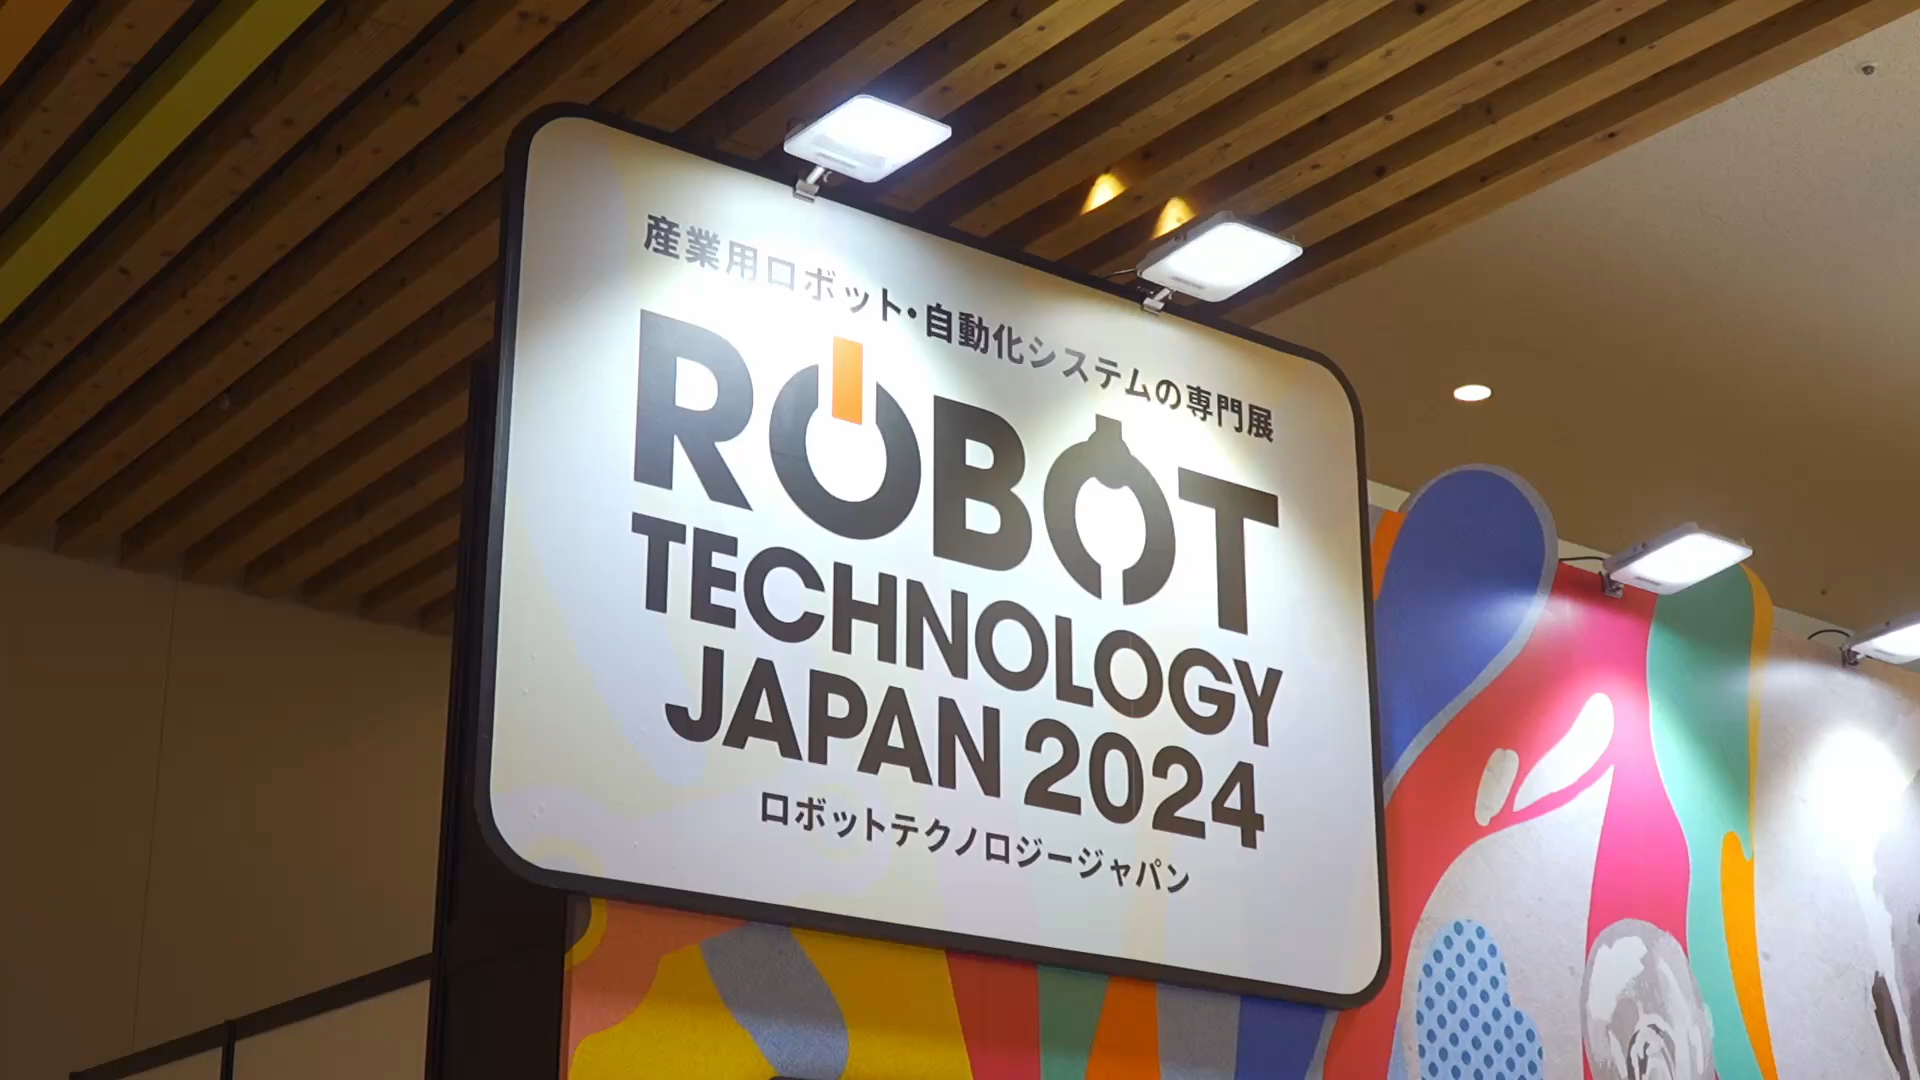 産業用ロボット・自動化システムの専門展
ROBOT
TECHNOLOGY
JAPAN 2024
ロボットテクノロジージャパン